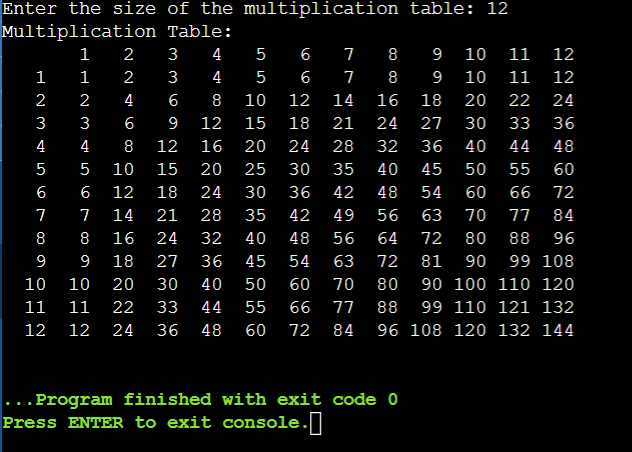 Enter the size of the multiplication table: 12
Multiplication Table:
       1   2   3   4   5   6   7   8   9  10  11  12
   1   1   2   3   4   5   6   7   8   9  10  11  12
   2   2   4   6   8  10  12  14  16  18  20  22  24
   3   3   6   9  12  15  18  21  24  27  30  33  36
   4   4   8  12  16  20  24  28  32  36  40  44  48
   5   5  10  15  20  25  30  35  40  45  50  55  60
   6   6  12  18  24  30  36  42  48  54  60  66  72
   7   7  14  21  28  35  42  49  56  63  70  77  84
   8   8  16  24  32  40  48  56  64  72  80  88  96
   9   9  18  27  36  45  54  63  72  81  90  99 108
  10  10  20  30  40  50  60  70  80  90 100 110 120
  11  11  22  33  44  55  66  77  88  99 110 121 132
  12  12  24  36  48  60  72  84  96 108 120 132 144
...Program finished with exit code 0
Press ENTER to exit console.